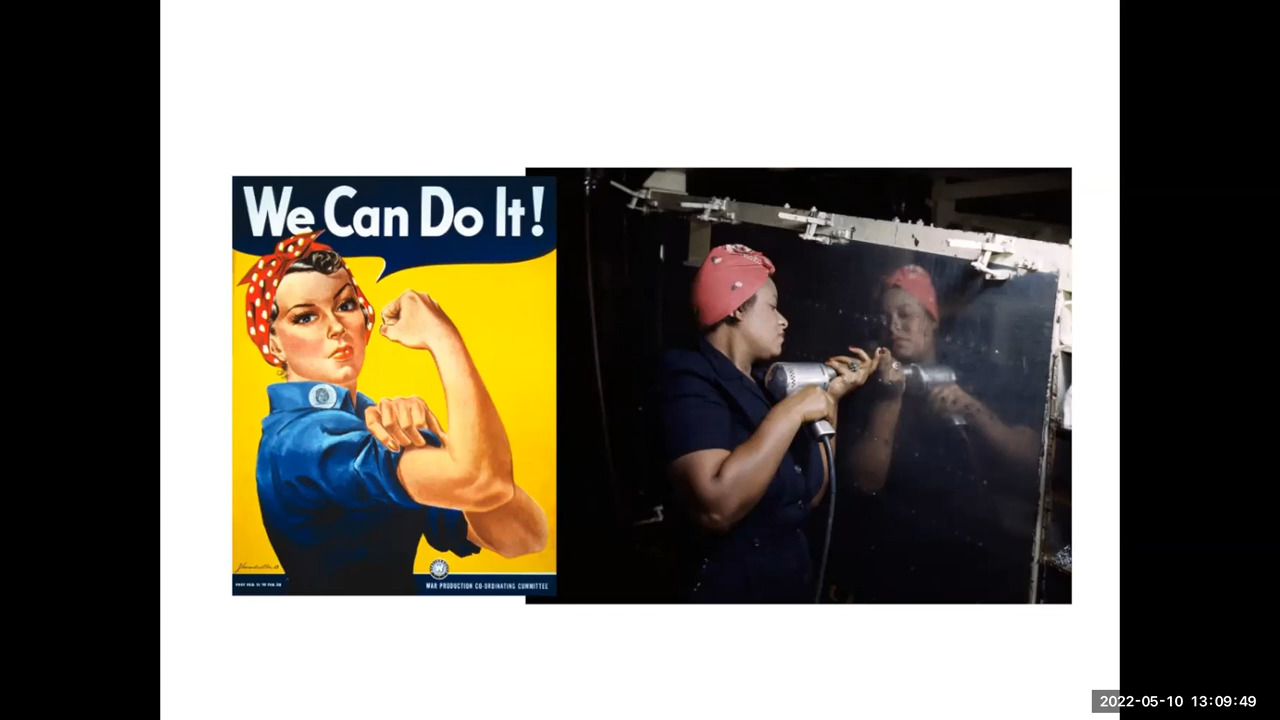 We Can Do It!
WAR PRODUCTION CO-ORDINATING COMMITTEE
2022-05-10 13:09:49